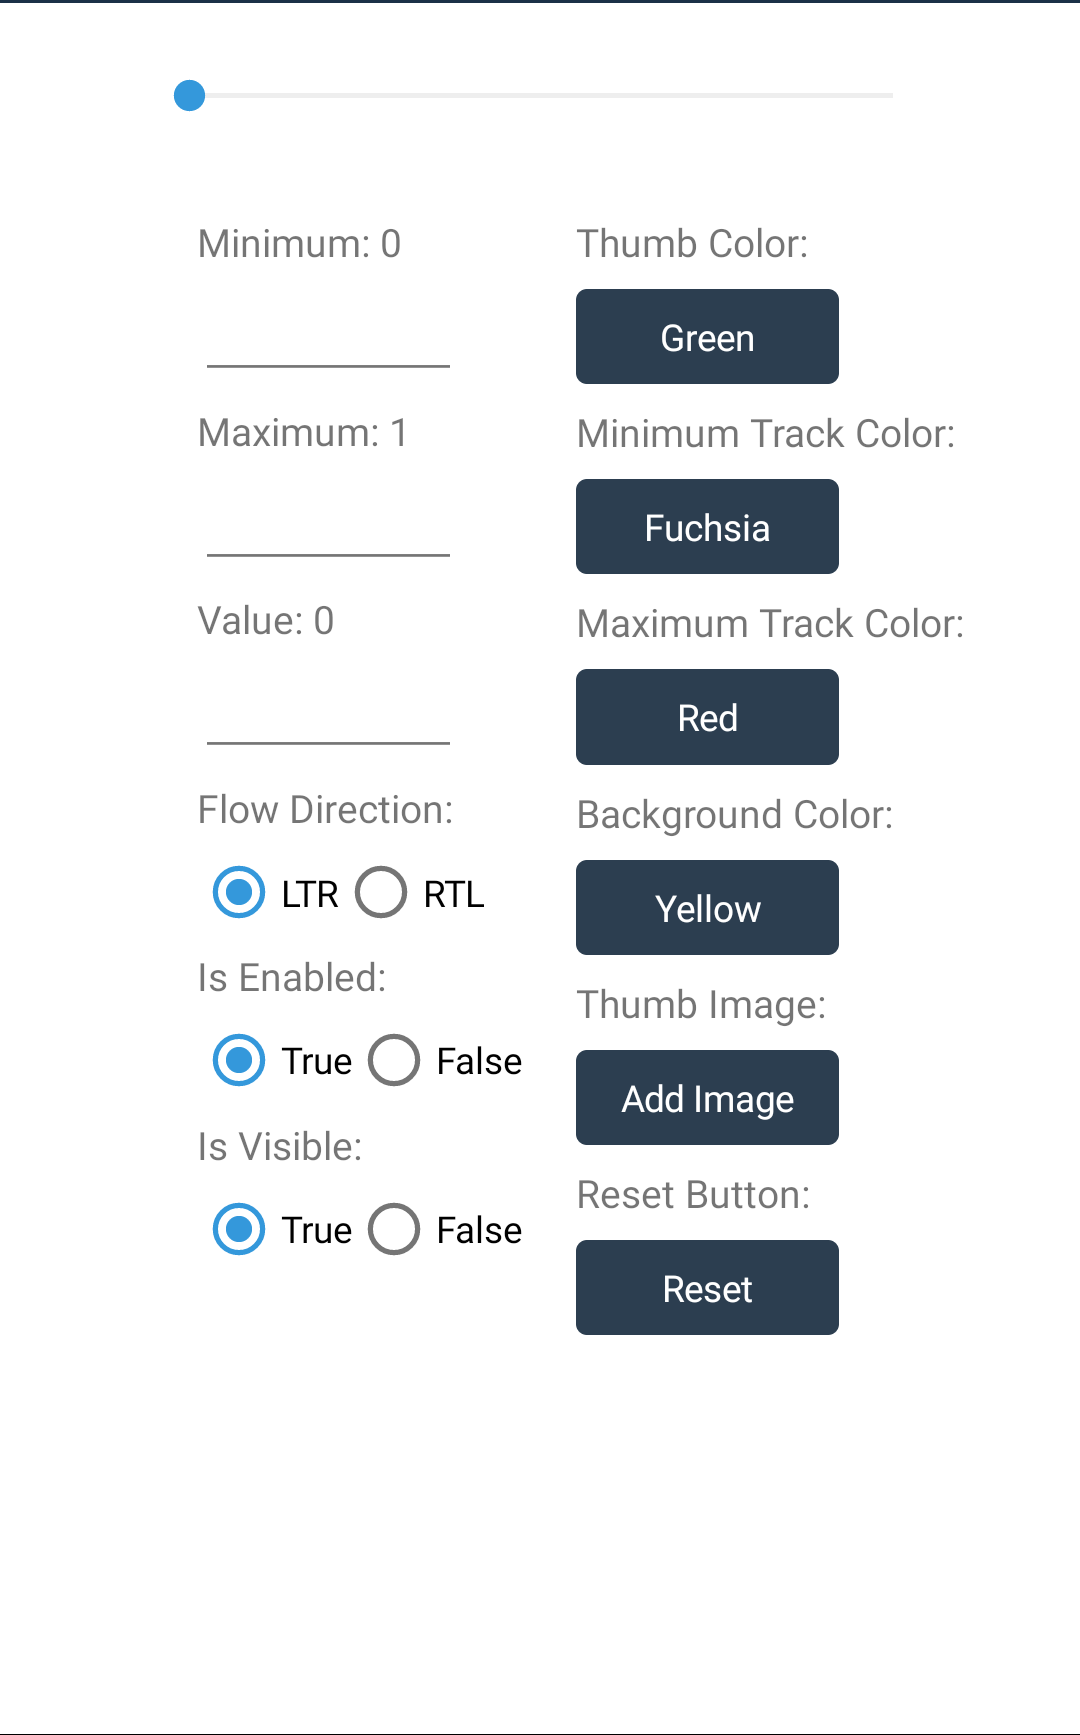 Minimum: 0
Maximum: 1
Value: 0
Flow Direction:
LTR RTL
Is Enabled:
True False
Is Visible:
True False
Thumb Color:
Green
Minimum Track Color:
Fuchsia
Maximum Track Color:
Red
Background Color:
Yellow
Thumb Image:
Add Image
Reset Button:
Reset